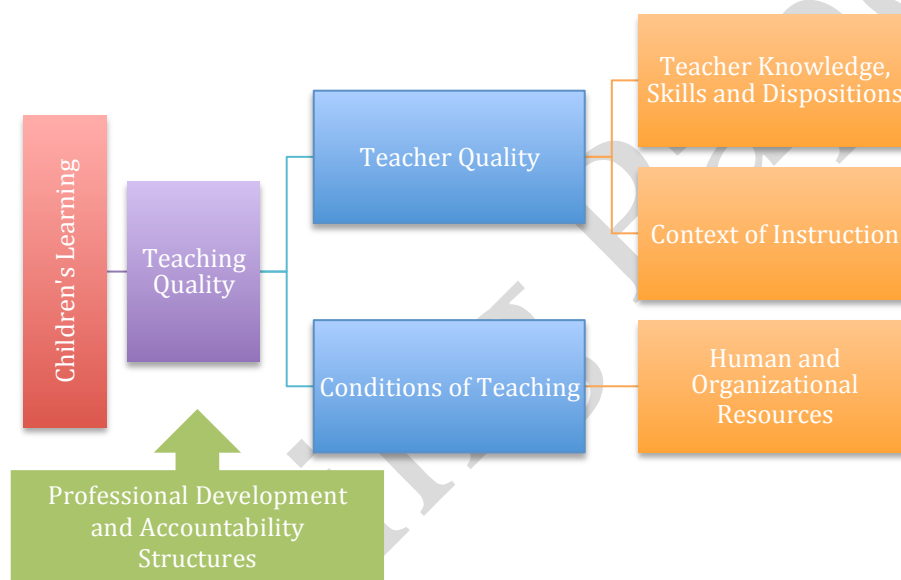 Children's Learning
Teaching
Quality
Teacher Quality
Conditions of Teaching
Teacher Knowledge,
Skills and Dispositions
Context of Instruction
Human and
Organizational
Resources
Professional Development
and Accountability
Structures